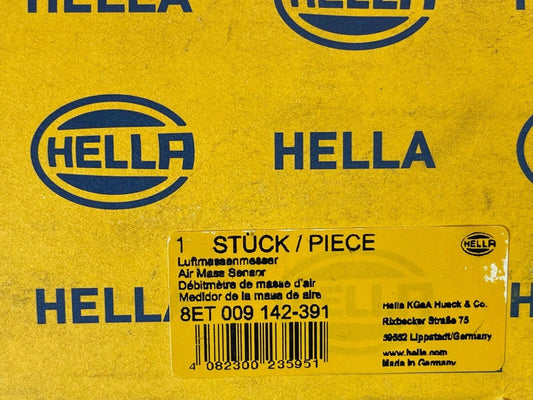 HELLA
HELLA HELLA
HELLA HELLA
1 STÜCK / PIECE
HELLA
Luftmassenmesser
Air Mass Sensor
Débitmètre de masse d'air
Medidor de la masa de aire
8ET 009 142-391
4 082300 235951
Hella KGaA Hueck & Co.
Rixbecker Straße 75
59552 Lippstadt/Germany
www.hella.com
Made in Germany
HELLA